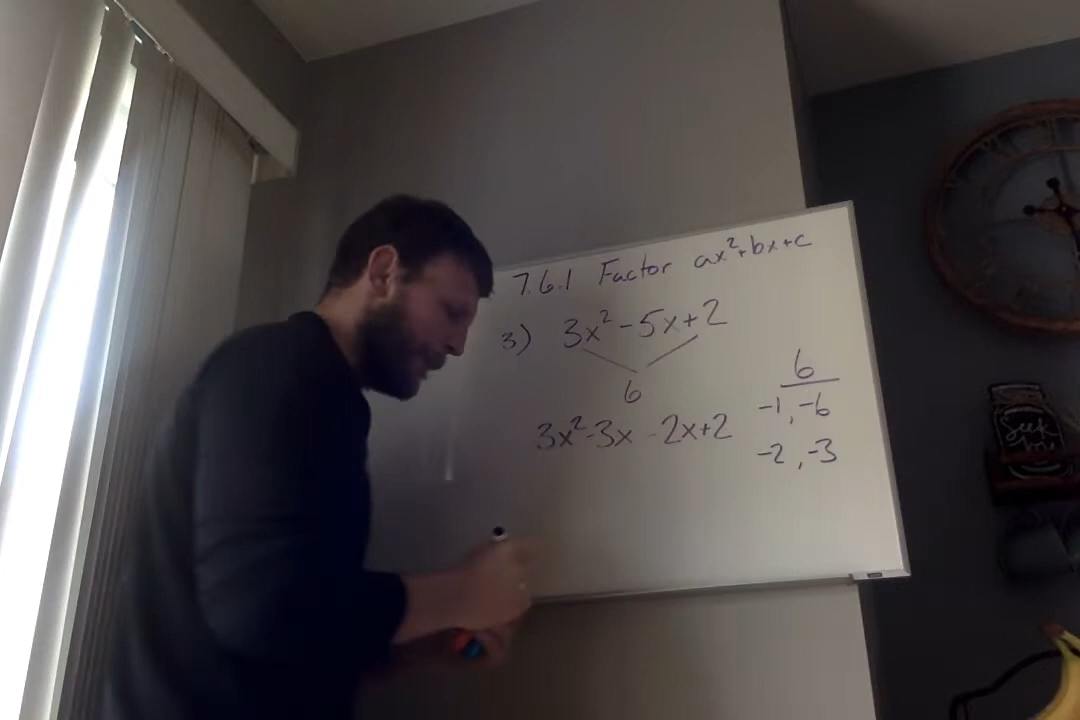 7.6.1 Factor ax²+bx+c
3) 3x²-5x+2
6
3x²-3x -2x+2
6
-1,-6
-2,-3
Seek